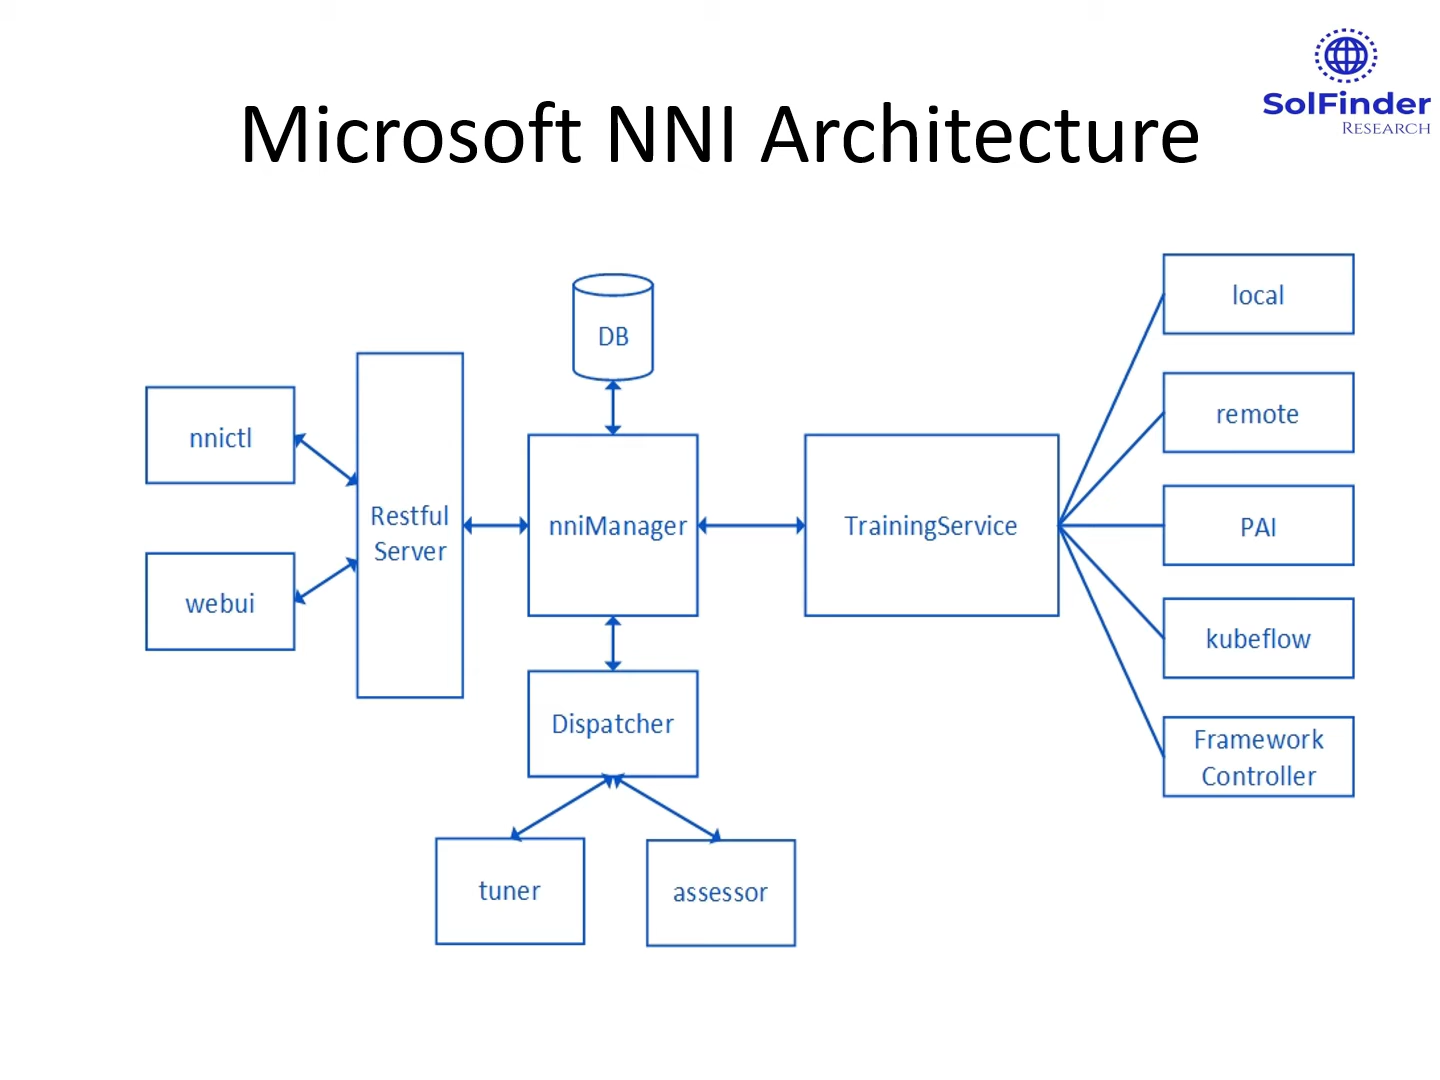 SolFinder
RESEARCH
Microsoft NNI Architecture
DB
nnictl
webui
Restful
Server
nniManager
TrainingService
local
remote
PAI
kubeflow
Framework
Controller
Dispatcher
tuner
assessor